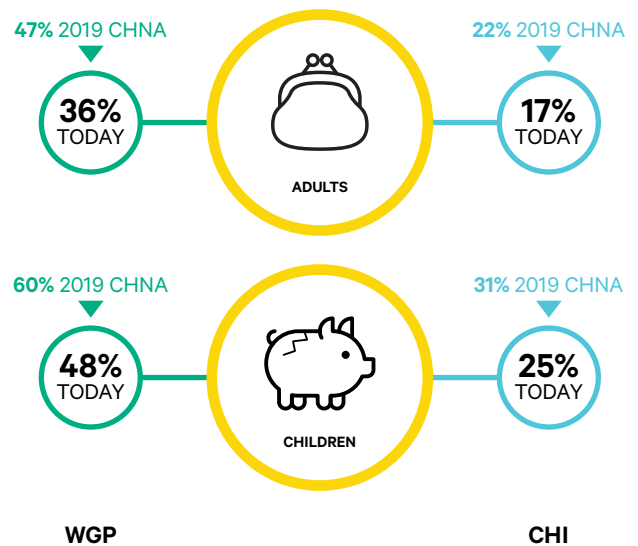 47% 2019 CHNA
22% 2019 CHNA
36%
TODAY
17%
TODAY
ADULTS
60% 2019 CHNA
31% 2019 CHNA
48%
TODAY
25%
TODAY
CHILDREN
WGP
CHI